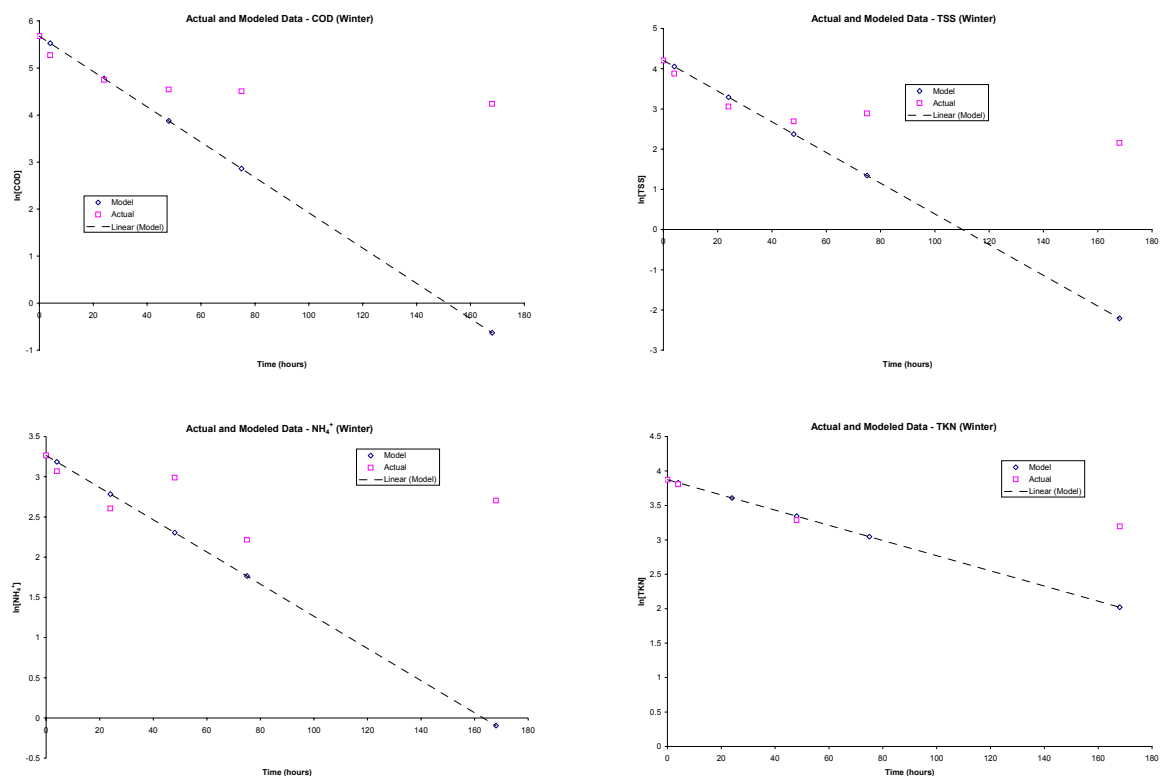 Actual and Modeled Data - COD (Winter)
6
5
4
3
2
1
0
-1
ln[COD]
Model
Actual
Linear (Model)
0 20 40 60 80 100 120 140 160 180
Time (hours)
Actual and Modeled Data - TSS (Winter)
5
4
3
2
1
0
-1
-2
-3
ln[TSS]
Model
Actual
Linear (Model)
0 20 40 60 80 100 120 140 160 180
Time (hours)
Actual and Modeled Data - NH₄⁺ (Winter)
3.5
3
2.5
2
1.5
1
0.5
0
-0.5
ln[NH₄⁺]
Model
Actual
Linear (Model)
0 20 40 60 80 100 120 140 160 180
Time (hours)
Actual and Modeled Data - TKN (Winter)
4.5
4
3.5
3
2.5
2
1.5
1
0.5
0
ln[TKN]
Model
Actual
Linear (Model)
0 20 40 60 80 100 120 140 160 180
Time (hours)